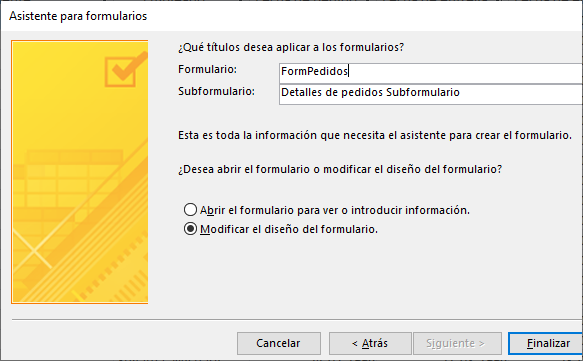 Asistente para formularios
¿Qué títulos desea aplicar a los formularios?
Formulario: FormPedidos
Subformulario: Detalles de pedidos Subformulario
Esta es toda la información que necesita el asistente para crear el formulario.
¿Desea abrir el formulario o modificar el diseño del formulario?
Abrir el formulario para ver o introducir información.
Modificar el diseño del formulario.
Cancelar < Atrás Siguiente > Finalizar